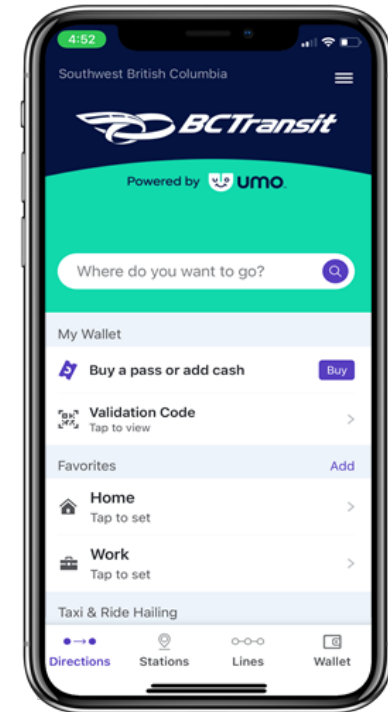 4:52
Southwest British Columbia
BCTransit
Powered by umo.
Where do you want to go?
My Wallet
Buy a pass or add cash Buy
Validation Code
Tap to view
Favorites Add
Home
Tap to set
Work
Tap to set
Taxi & Ride Hailing
Directions Stations Lines Wallet